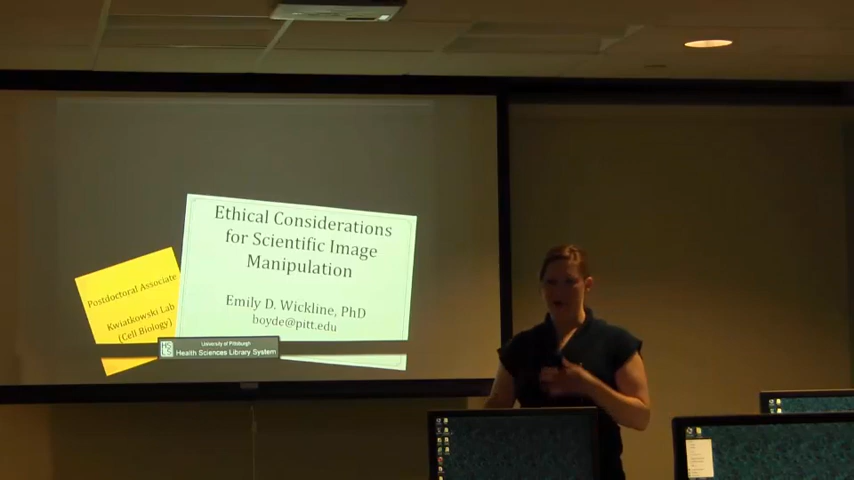 Ethical Considerations
for Scientific Image
Manipulation
Emily D. Wickline, PhD
boyde@pitt.edu
Postdoctoral Associate
Kwiatkowski Lab
(Cell Biology)
University of Pittsburgh
Health Sciences Library System